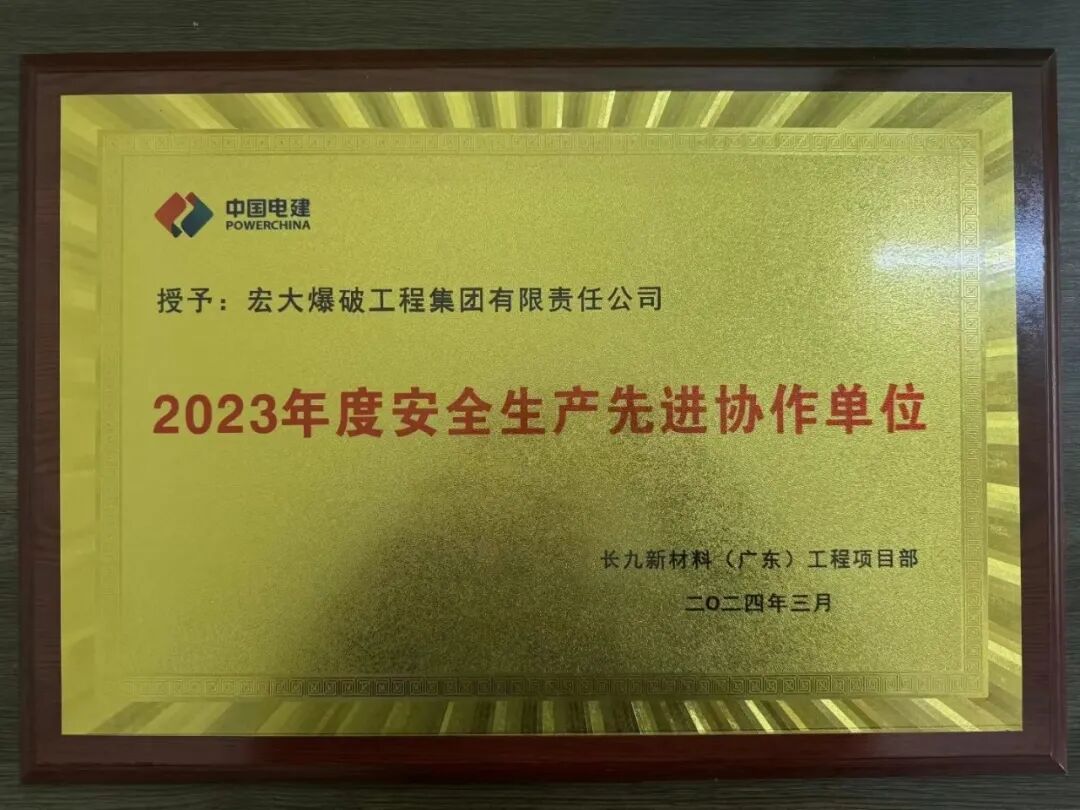 中国电建
POWERCHINA
授予：宏大爆破工程集团有限责任公司
2023年度安全生产先进协作单位
长九新材料（广东）工程项目部
二O二四年三月